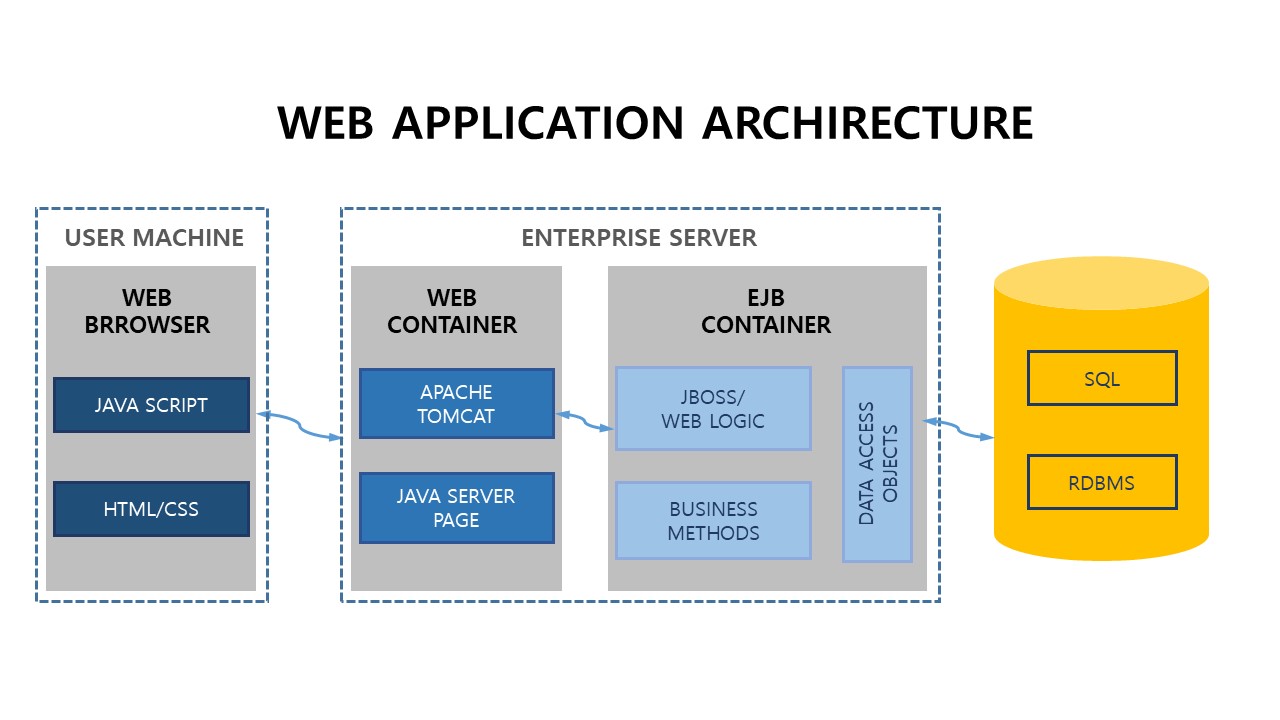 WEB APPLICATION ARCHIRECTURE
USER MACHINE
WEB
BRROWSER
JAVA SCRIPT
HTML/CSS
ENTERPRISE SERVER
WEB
CONTAINER
APACHE
TOMCAT
JAVA SERVER
PAGE
EJB
CONTAINER
JBOSS/
WEB LOGIC
BUSINESS
METHODS
DATA ACCESS
OBJECTS
SQL
RDBMS